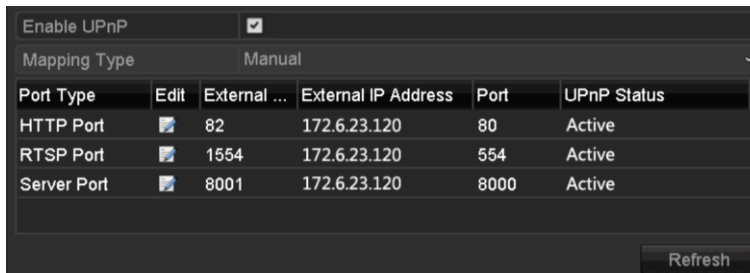 Enable UPnP
Mapping Type Manual
Port Type Edit External ... External IP Address Port UPnP Status
HTTP Port 82 172.6.23.120 80 Active
RTSP Port 1554 172.6.23.120 554 Active
Server Port 8001 172.6.23.120 8000 Active
Refresh